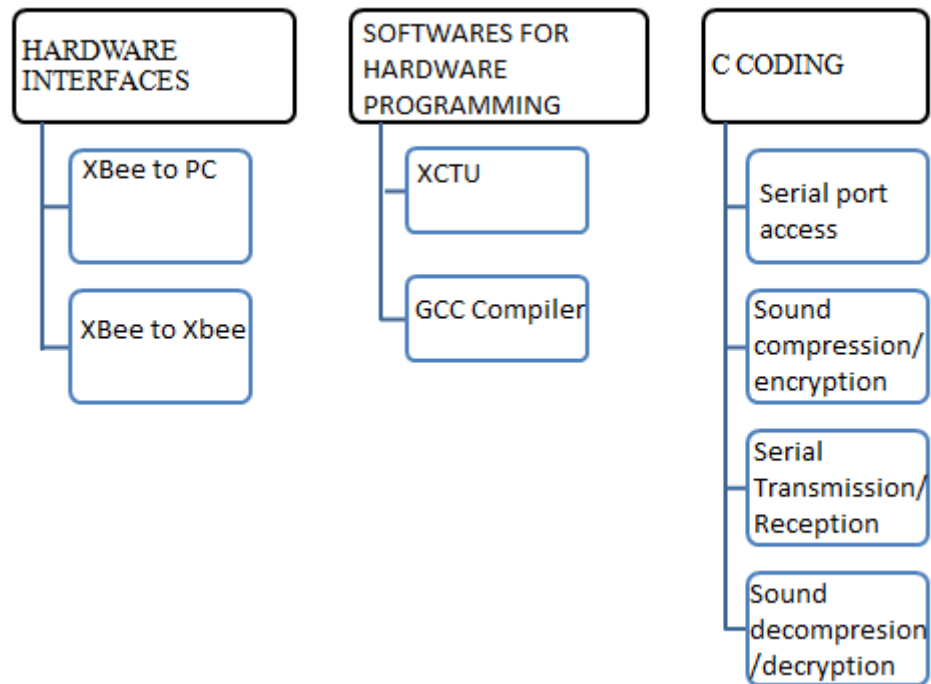 HARDWARE
INTERFACES
XBee to PC
XBee to Xbee
SOFTWARES FOR
HARDWARE
PROGRAMMING
XCTU
GCC Compiler
C CODING
Serial port
access
Sound
compression/
encryption
Serial
Transmission/
Reception
Sound
decompresion
/decryption